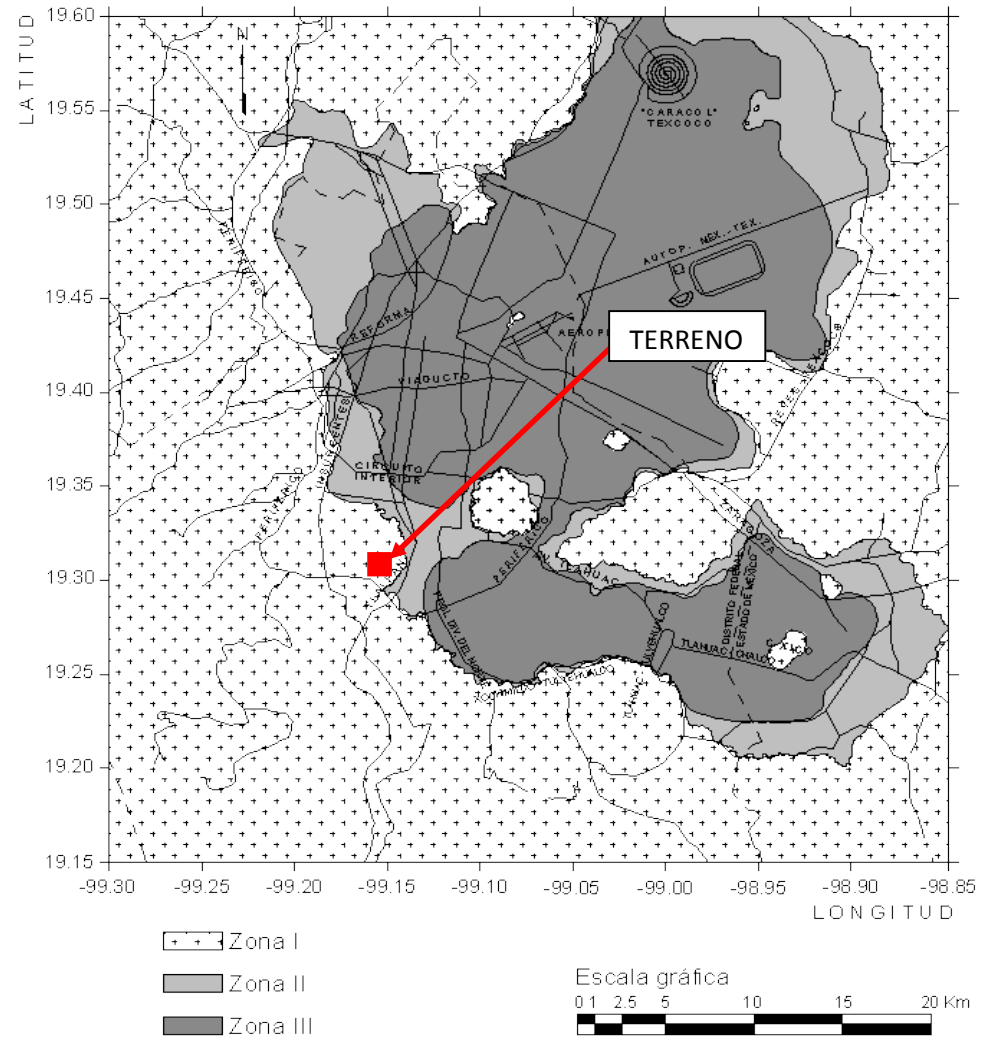 LATITUD
19.60
19.55
19.50
19.45
19.40
19.35
19.30
19.25
19.20
19.15
N
"CARACOL"
TEXCOCO
PERIFERICO
AUTOP. MEX.-TEX.
REFORMA
TERRENO
VIADUCTO
INSURGENTES
CIRCUITO
INTERIOR
PERIFERICO
ZARAGOZA
PERIFERICO
TLAHUAC
DISTRITO FEDERAL
ESTADO DE MEXICO
TLAHUAC CHALCO
-99.30
-99.25
-99.20
-99.15
-99.10
-99.05
-99.00
-98.95
-98.90
-98.85
LONGITUD
Zona I
Zona II
Zona III
Escala gráfica
0 1 2.5 5 10 15 20 Km